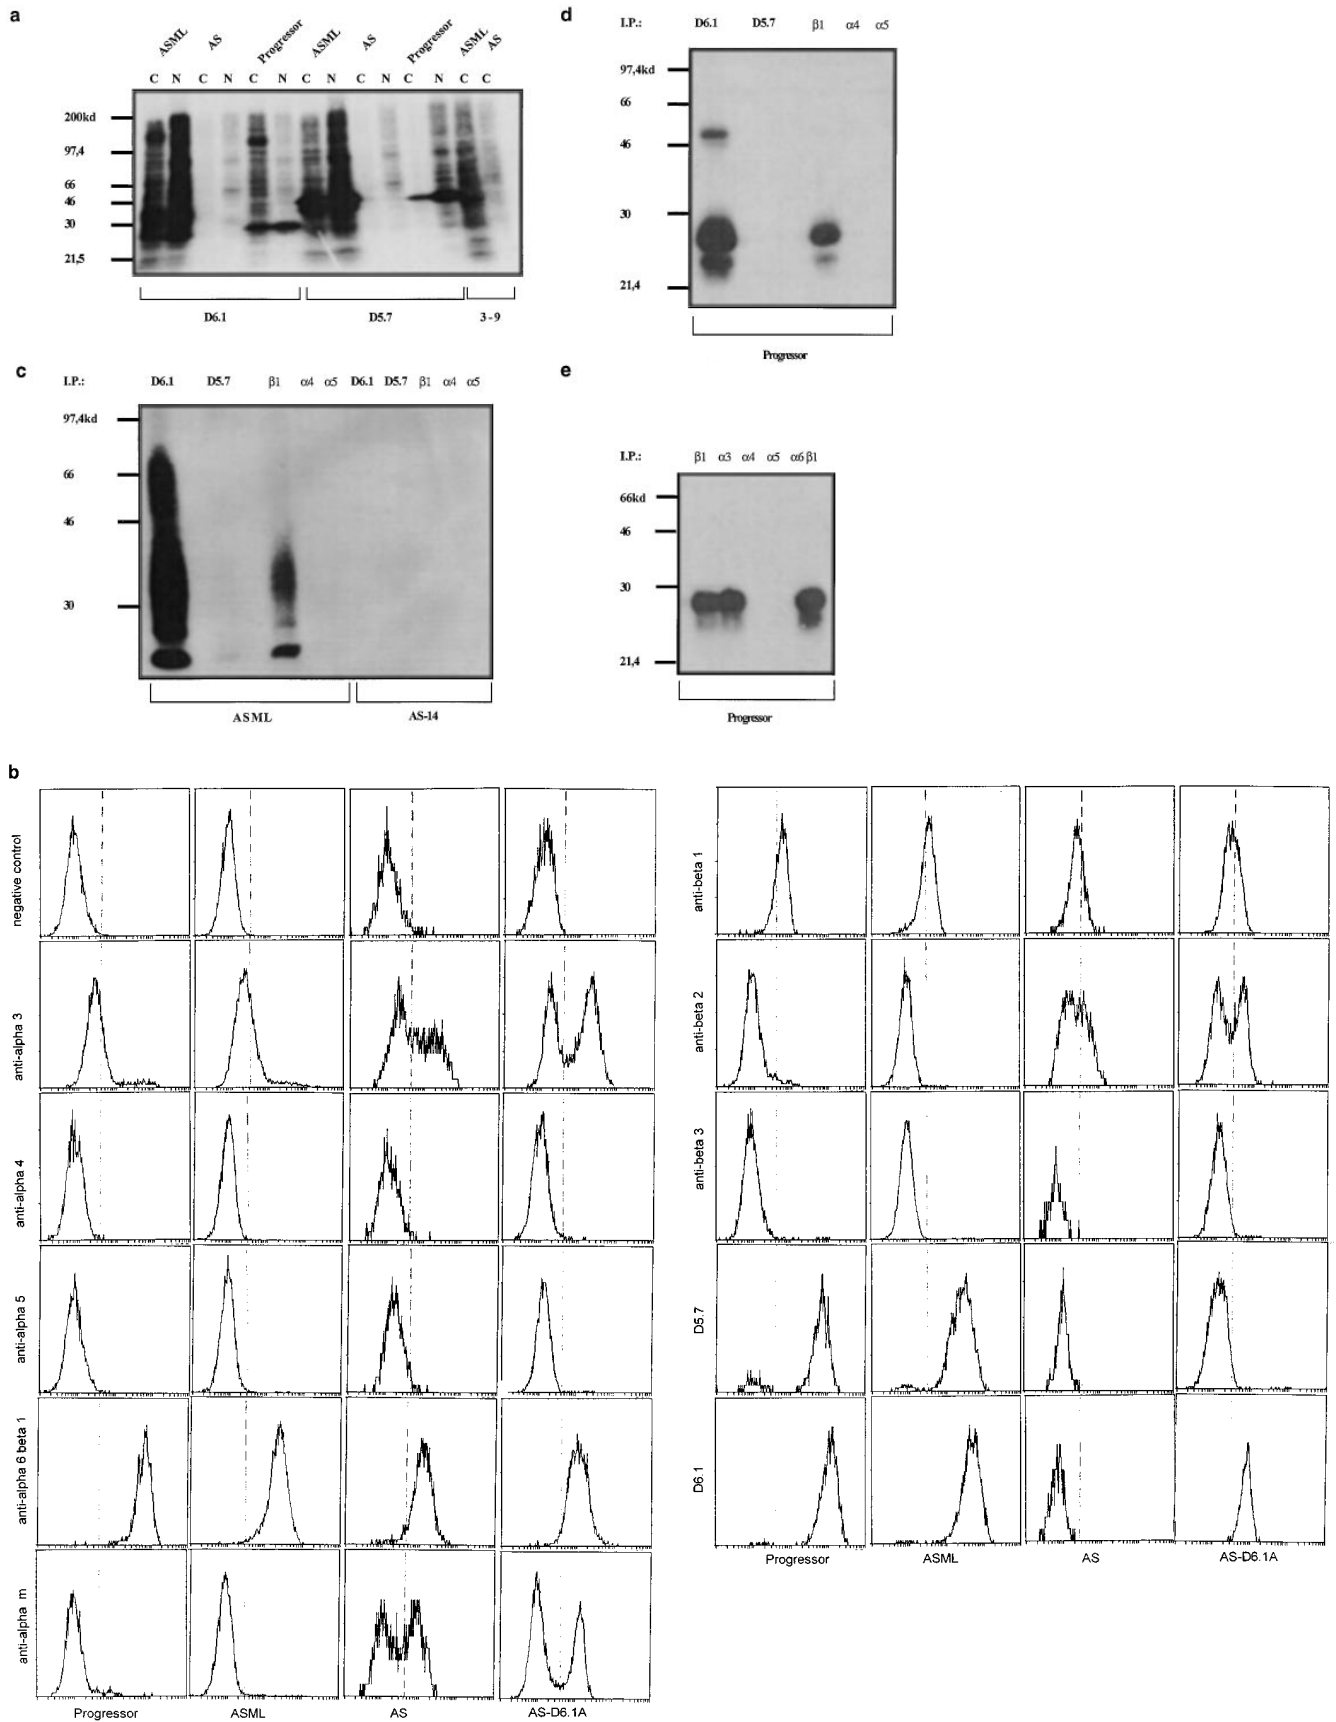 a
ASML AS Progressor ASML AS Progressor ASML AS
C N C N C N C N C N C N C C
200kd
97,4
66
46
30
21,5
D6.1 D5.7 3-9
d
I.P.: D6.1 D5.7 β1 α4 α5
97,4kd
66
46
30
21,4
Progressor
c
I.P.: D6.1 D5.7 β1 α4 α5 D6.1 D5.7 β1 α4 α5
97,4kd
66
46
30
ASML AS-14
e
I.P.: β1 α3 α4 α5 α6β1
66kd
46
30
21,4
Progressor
b
negative control
anti-alpha 3
anti-alpha 4
anti-alpha 5
anti-alpha 6 beta 1
anti-alpha m
Progressor ASML AS AS-D6.1A
anti-beta 1
anti-beta 2
anti-beta 3
D5.7
D6.1
Progressor ASML AS AS-D6.1A